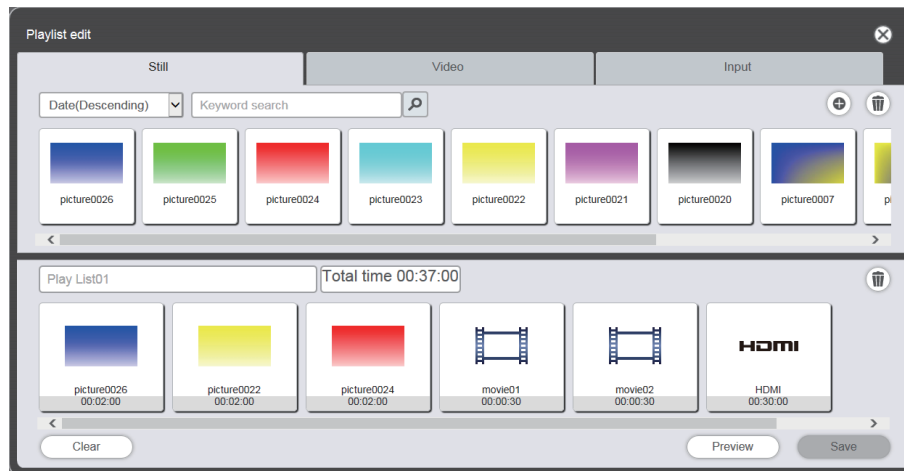 Playlist edit
Still
Video
Input
Date(Descending)
Keyword search
picture0026
picture0025
picture0024
picture0023
picture0022
picture0021
picture0020
picture0007
Play List01
Total time 00:37:00
picture0026
00:02:00
picture0022
00:02:00
picture0024
00:02:00
movie01
00:00:30
movie02
00:00:30
HDMI
HDMI
00:30:00
Clear
Preview
Save